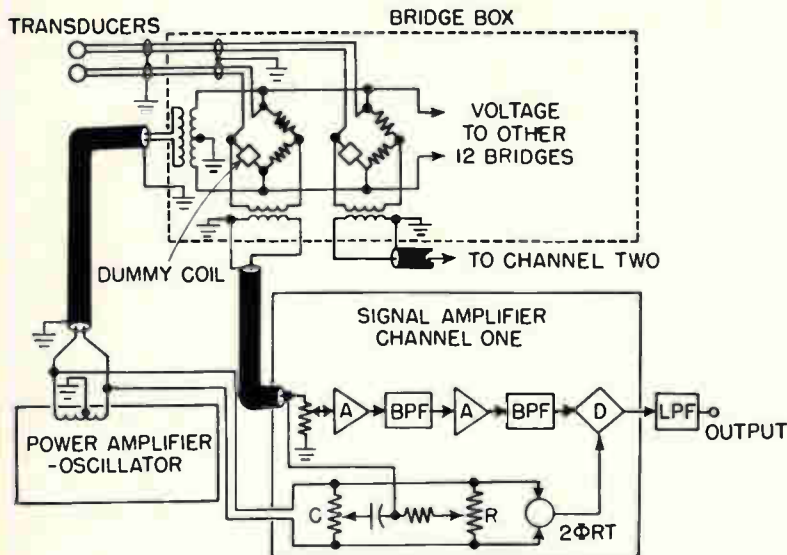 BRIDGE BOX
TRANSDUCERS
VOLTAGE
TO OTHER
12 BRIDGES
DUMMY COIL
TO CHANNEL TWO
SIGNAL AMPLIFIER
CHANNEL ONE
A
BPF
A
BPF
D
LPF
OUTPUT
POWER AMPLIFIER
-OSCILLATOR
C
R
2ΦRT